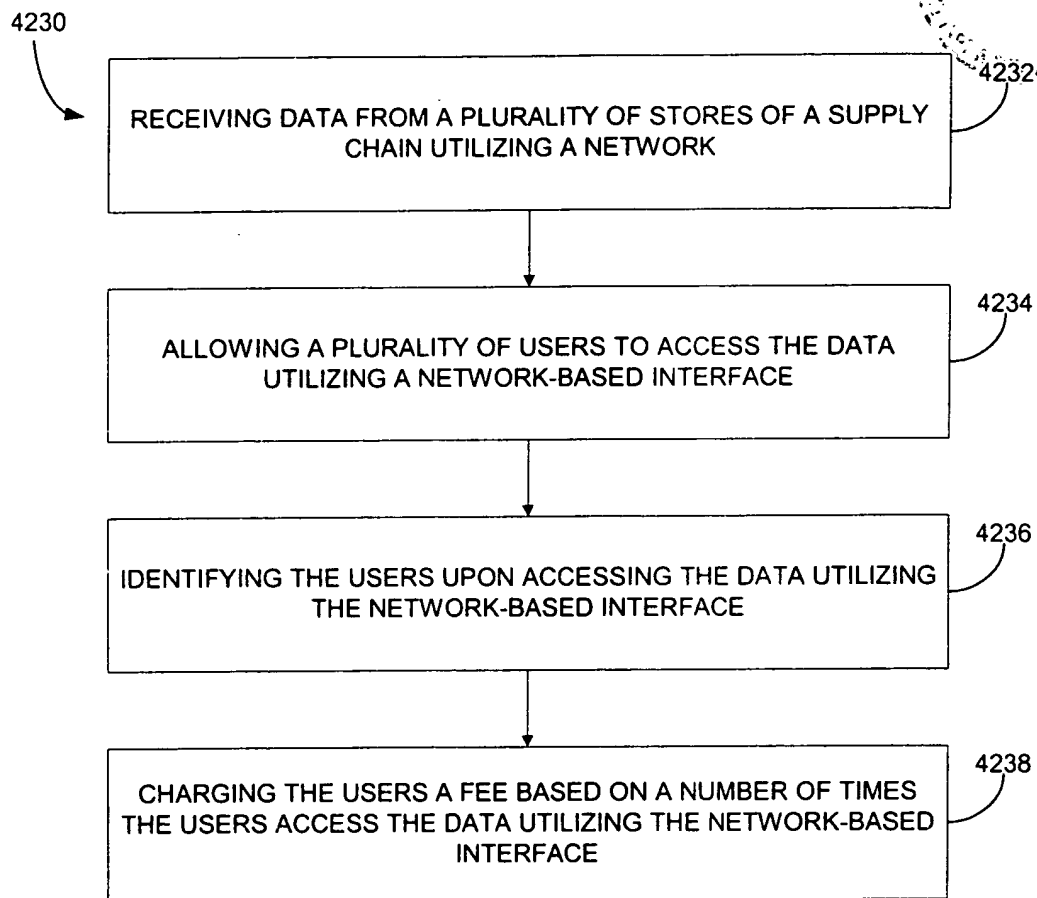 4230
4232
RECEIVING DATA FROM A PLURALITY OF STORES OF A SUPPLY
CHAIN UTILIZING A NETWORK
4234
ALLOWING A PLURALITY OF USERS TO ACCESS THE DATA
UTILIZING A NETWORK-BASED INTERFACE
4236
IDENTIFYING THE USERS UPON ACCESSING THE DATA UTILIZING
THE NETWORK-BASED INTERFACE
4238
CHARGING THE USERS A FEE BASED ON A NUMBER OF TIMES
THE USERS ACCESS THE DATA UTILIZING THE NETWORK-BASED
INTERFACE